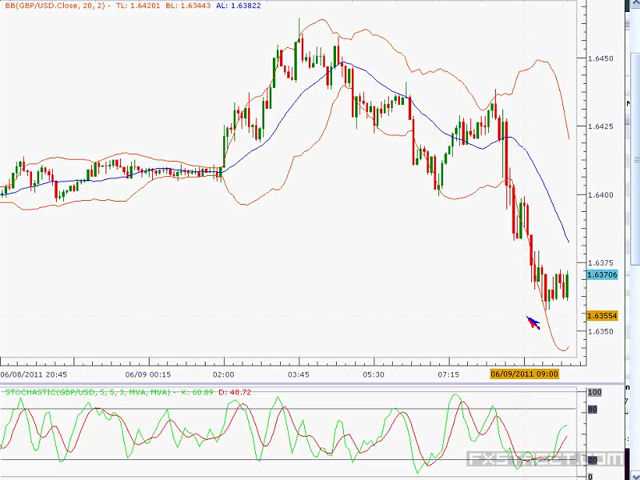 BB(GBP/USD.Close, 20, 2) - TL: 1.64201 BL: 1.63443 AL: 1.63822
1.6450
1.6425
1.6400
1.6375
1.63706
1.63554
1.6350
06/08/2011 20:45 06/09 00:15 02:00 03:45 05:30 07:15 06/09/2011 09:00
STOCHASTIC(GBP/USD, 5, 5, 3, MVA, MVA) - K: 60.89 D: 48.72
100
80
20
FXSTREET.COM